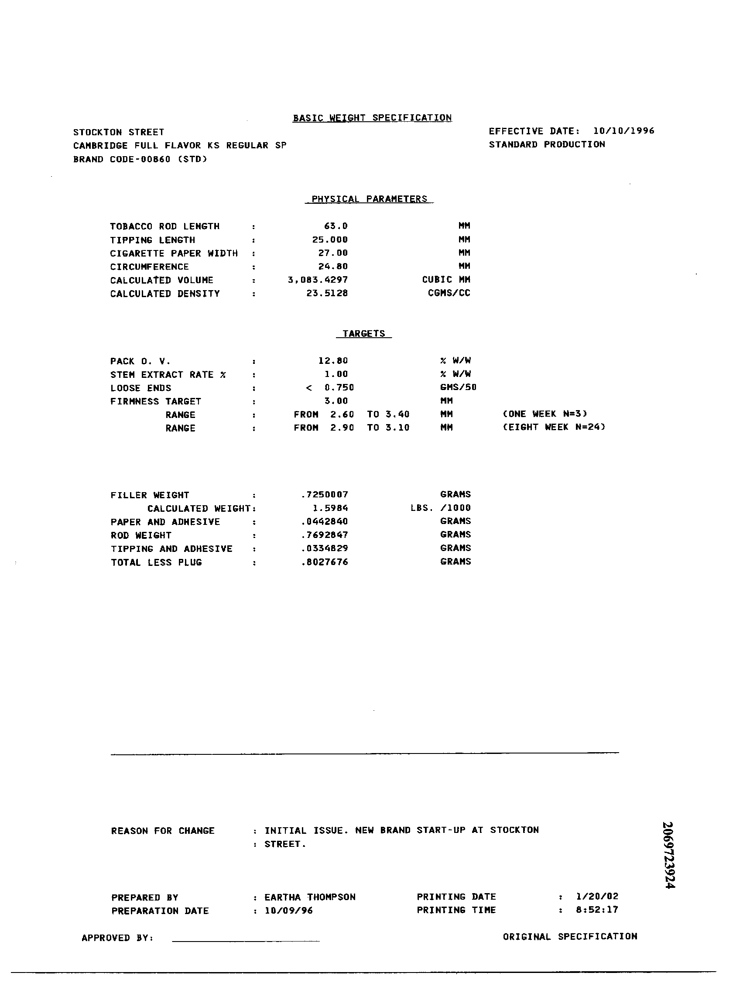 BASIC WEIGHT SPECIFICATION
STOCKTON STREET EFFECTIVE DATE: 10/10/1996
CAMBRIDGE FULL FLAVOR KS REGULAR SP STANDARD PRODUCTION
BRAND CODE-00860 (STD)
PHYSICAL PARAMETERS
TOBACCO ROD LENGTH : 63.0 MM
TIPPING LENGTH : 25.000 MM
CIGARETTE PAPER WIDTH : 27.00 MM
CIRCUMFERENCE : 24.80 MM
CALCULATED VOLUME : 3,083.4297 CUBIC MM
CALCULATED DENSITY : 23.5128 CGMS/CC
TARGETS
PACK O. V. : 12.80 % W/W
STEM EXTRACT RATE % : 1.00 % W/W
LOOSE ENDS : < 0.750 GMS/50
FIRMNESS TARGET : 3.00 MM
RANGE : FROM 2.60 TO 3.40 MM (ONE WEEK N=3)
RANGE : FROM 2.90 TO 3.10 MM (EIGHT WEEK N=24)
FILLER WEIGHT : .7250007 GRAMS
CALCULATED WEIGHT: 1.5984 LBS. /1000
PAPER AND ADHESIVE : .0442840 GRAMS
ROD WEIGHT : .7692847 GRAMS
TIPPING AND ADHESIVE : .0334829 GRAMS
TOTAL LESS PLUG : .8027676 GRAMS
REASON FOR CHANGE : INITIAL ISSUE. NEW BRAND START-UP AT STOCKTON
: STREET.
2069723924
PREPARED BY : EARTHA THOMPSON PRINTING DATE : 1/20/02
PREPARATION DATE : 10/09/96 PRINTING TIME : 8:52:17
APPROVED BY: ORIGINAL SPECIFICATION